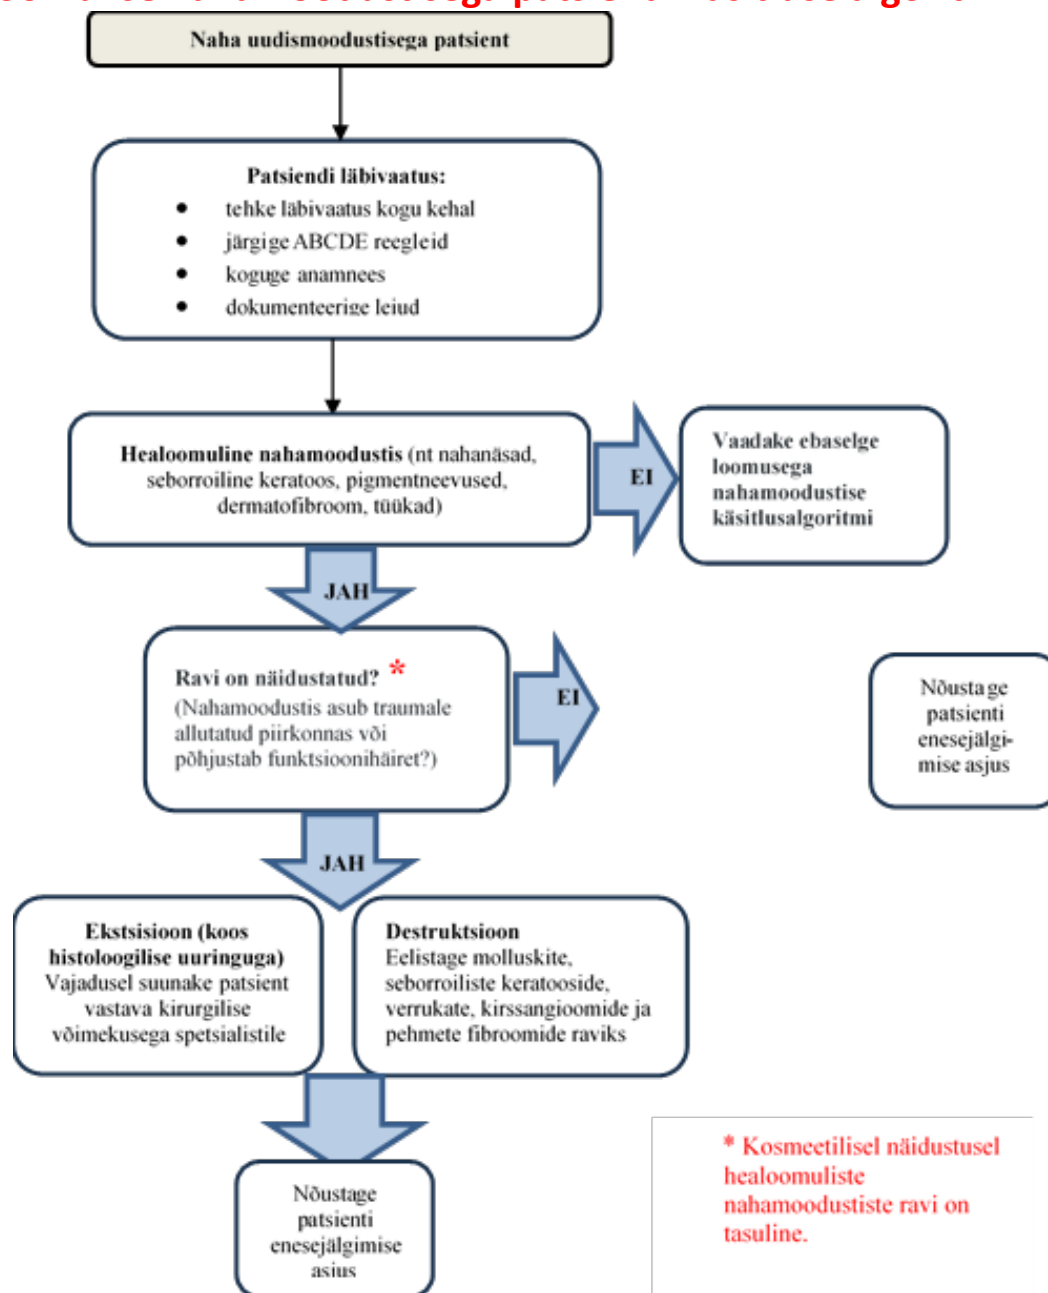 Naha uudismoodustisega patsient
Patsiendi läbivaatus:
• tehke läbivaatus kogu kehal
• järgige ABCDE reegleid
• koguge anamnees
• dokumenteerige leiud
Healoomuline nahamoodustis (nt nahanäsad,
seborroiline keratoos, pigmentneevused,
dermatofibroom, tüükad)
EI
Vaadake ebaselge
loomusega
nahamoodustise
käsitlusalgoritmi
JAH
Ravi on näidustatud? *
(Nahamoodustis asub traumale
allutatud piirkonnas või
põhjustab funktsioonihäiret?)
EI
Nõustage
patsienti
enesejälgi-
mise asjus
JAH
Ekstsisioon (koos
histoloogilise uuringuga)
Vajadusel suunake patsient
vastava kirurgilise
võimekusega spetsialistile
Destruktsioon
Eelistage molluskite,
seborroiliste keratooside,
verrukate, kirssangioomide ja
pehmete fibroomide raviks
Nõustage
patsienti
enesejälgimise
asjus
* Kosmeetilisel näidustusel
healoomuliste
nahamoodustiste ravi on
tasuline.